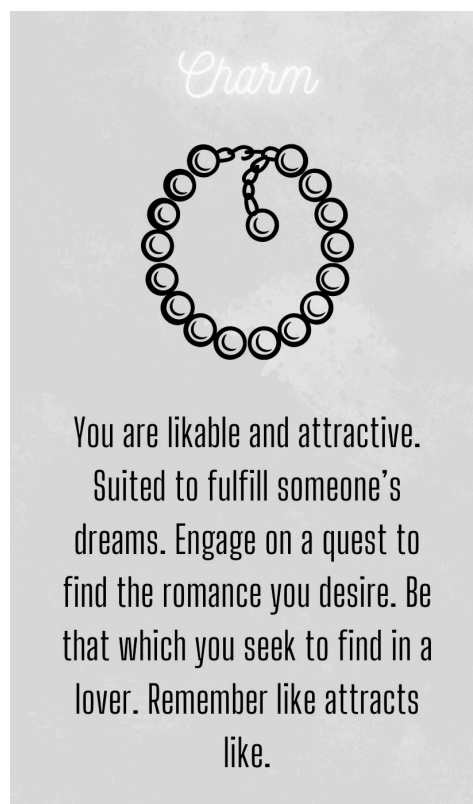 Charm
You are likable and attractive.
Suited to fulfill someone’s
dreams. Engage on a quest to
find the romance you desire. Be
that which you seek to find in a
lover. Remember like attracts
like.